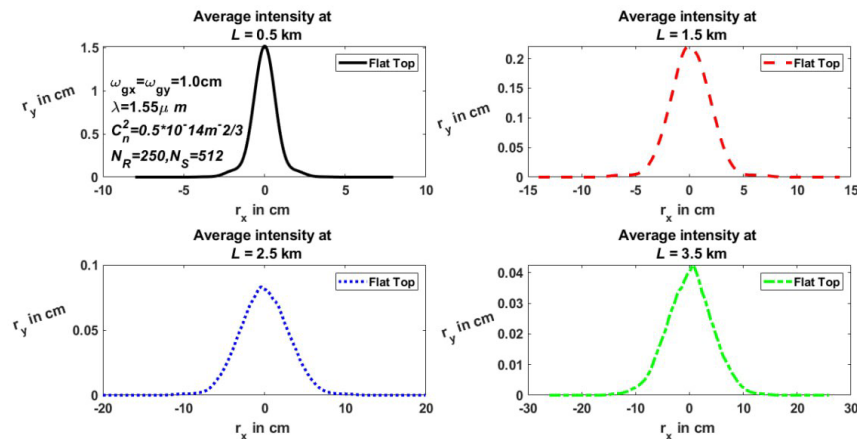 Average intensity at
L = 0.5 km
1.5
1
0.5
0
r_y in cm
ω_gx=ω_gy=1.0cm
λ=1.55μ m
C_n^2=0.5*10^-14m^-2/3
N_R=250,N_S=512
Flat Top
-10
-5
0
5
10
r_x in cm
Average intensity at
L = 1.5 km
0.2
0.15
0.1
0.05
0
r_y in cm
Flat Top
-15
-10
-5
0
5
10
15
r_x in cm
Average intensity at
L = 2.5 km
0.1
0.05
0
r_y in cm
Flat Top
-20
-10
0
10
20
r_x in cm
Average intensity at
L = 3.5 km
0.04
0.03
0.02
0.01
0
r_y in cm
Flat Top
-30
-20
-10
0
10
20
30
r_x in cm